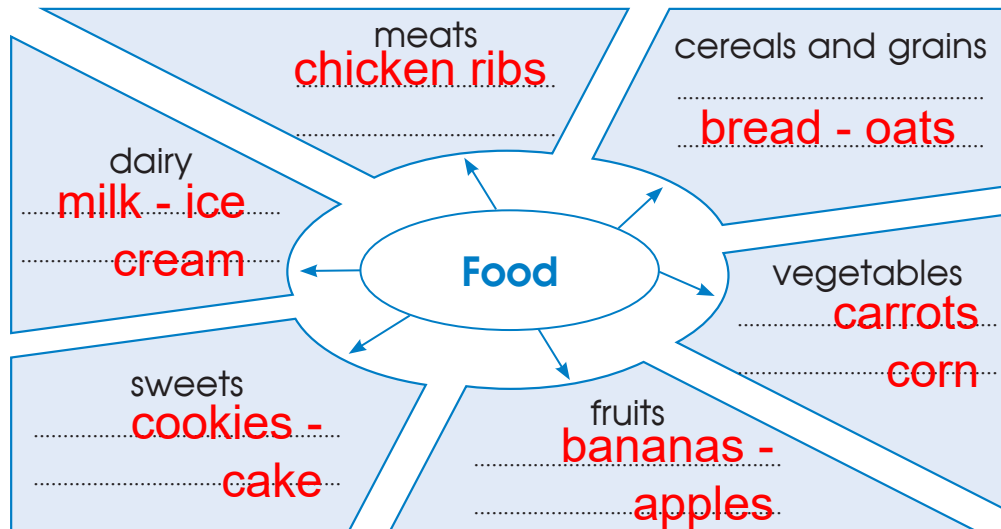 meats
chicken ribs
cereals and grains
bread - oats
dairy
milk - ice
cream
Food
vegetables
carrots
corn
sweets
cookies -
cake
fruits
bananas -
apples